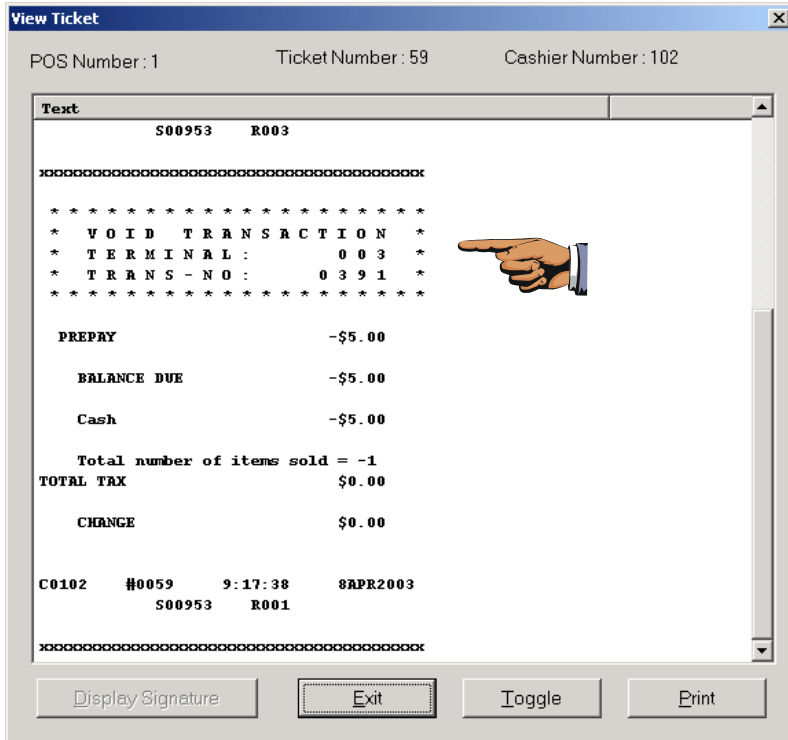 View Ticket
POS Number : 1 Ticket Number : 59 Cashier Number : 102
Text
S00953 R003
xxxxxxxxxxxxxxxxxxxxxxxxxxxxxxxxxxxxxxxxxx
* * * * * * * * * * * * * * * * * * * *
* V O I D T R A N S A C T I O N *
* T E R M I N A L : 0 0 3 *
* T R A N S - N O : 0 3 9 1 *
* * * * * * * * * * * * * * * * * * * *
PREPAY -$5.00
BALANCE DUE -$5.00
Cash -$5.00
Total number of items sold = -1
TOTAL TAX $0.00
CHANGE $0.00
C0102 #0059 9:17:38 8APR2003
S00953 R001
xxxxxxxxxxxxxxxxxxxxxxxxxxxxxxxxxxxxxxxxxx
Display Signature Exit Toggle Print